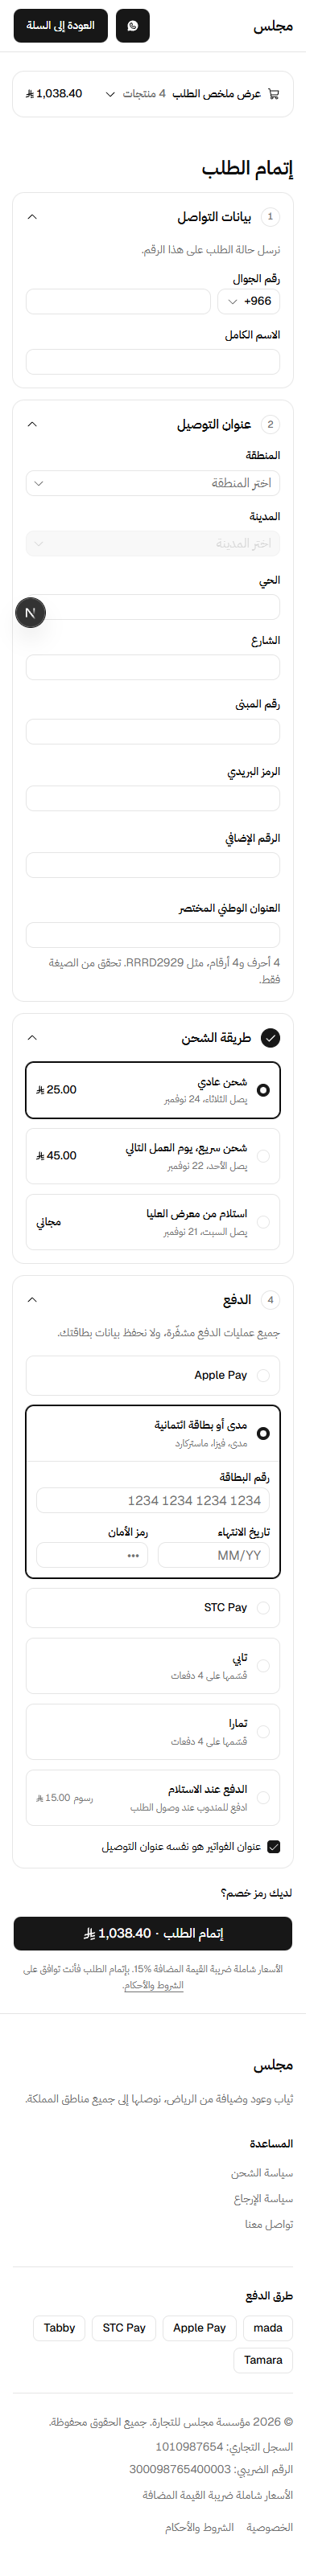 مجلس
العودة إلى السلة
عرض ملخص الطلب 4 منتجات 1,038.40
إتمام الطلب
1 بيانات التواصل
نرسل حالة الطلب على هذا الرقم.
رقم الجوال
+966
الاسم الكامل
2 عنوان التوصيل
المنطقة
اختر المنطقة
المدينة
اختر المدينة
الحي
الشارع
رقم المبنى
الرمز البريدي
الرقم الإضافي
العنوان الوطني المختصر
4 أحرف و4 أرقام، مثل RRRD2929. تحقق من الصيغة
فقط.
طريقة الشحن
شحن عادي
25.00
يصل الثلاثاء، 24 نوفمبر
شحن سريع، يوم العمل التالي
45.00
يصل الأحد، 22 نوفمبر
استلام من معرض العليا
مجاني
يصل السبت، 21 نوفمبر
4 الدفع
جميع عمليات الدفع مشفّرة، ولا نحفظ بيانات بطاقتك.
Apple Pay
مدى أو بطاقة ائتمانية
مدى، فيزا، ماستركارد
رقم البطاقة
1234 1234 1234 1234
تاريخ الانتهاء
رمز الأمان
MM/YY
•••
STC Pay
تابي
قسّمها على 4 دفعات
تمارا
قسّمها على 4 دفعات
الدفع عند الاستلام
رسوم 15.00
ادفع للمندوب عند وصول الطلب
عنوان الفواتير هو نفسه عنوان التوصيل
لديك رمز خصم؟
إتمام الطلب · 1,038.40
الأسعار شاملة ضريبة القيمة المضافة 15%. بإتمام الطلب فأنت توافق على
الشروط والأحكام.
مجلس
ثياب وعود وضيافة من الرياض، نوصلها إلى جميع مناطق المملكة.
المساعدة
سياسة الشحن
سياسة الإرجاع
تواصل معنا
طرق الدفع
mada
Apple Pay
STC Pay
Tabby
Tamara
© 2026 مؤسسة مجلس للتجارة. جميع الحقوق محفوظة.
السجل التجاري: 1010987654
الرقم الضريبي: 300098765400003
الأسعار شاملة ضريبة القيمة المضافة
الخصوصية
الشروط والأحكام